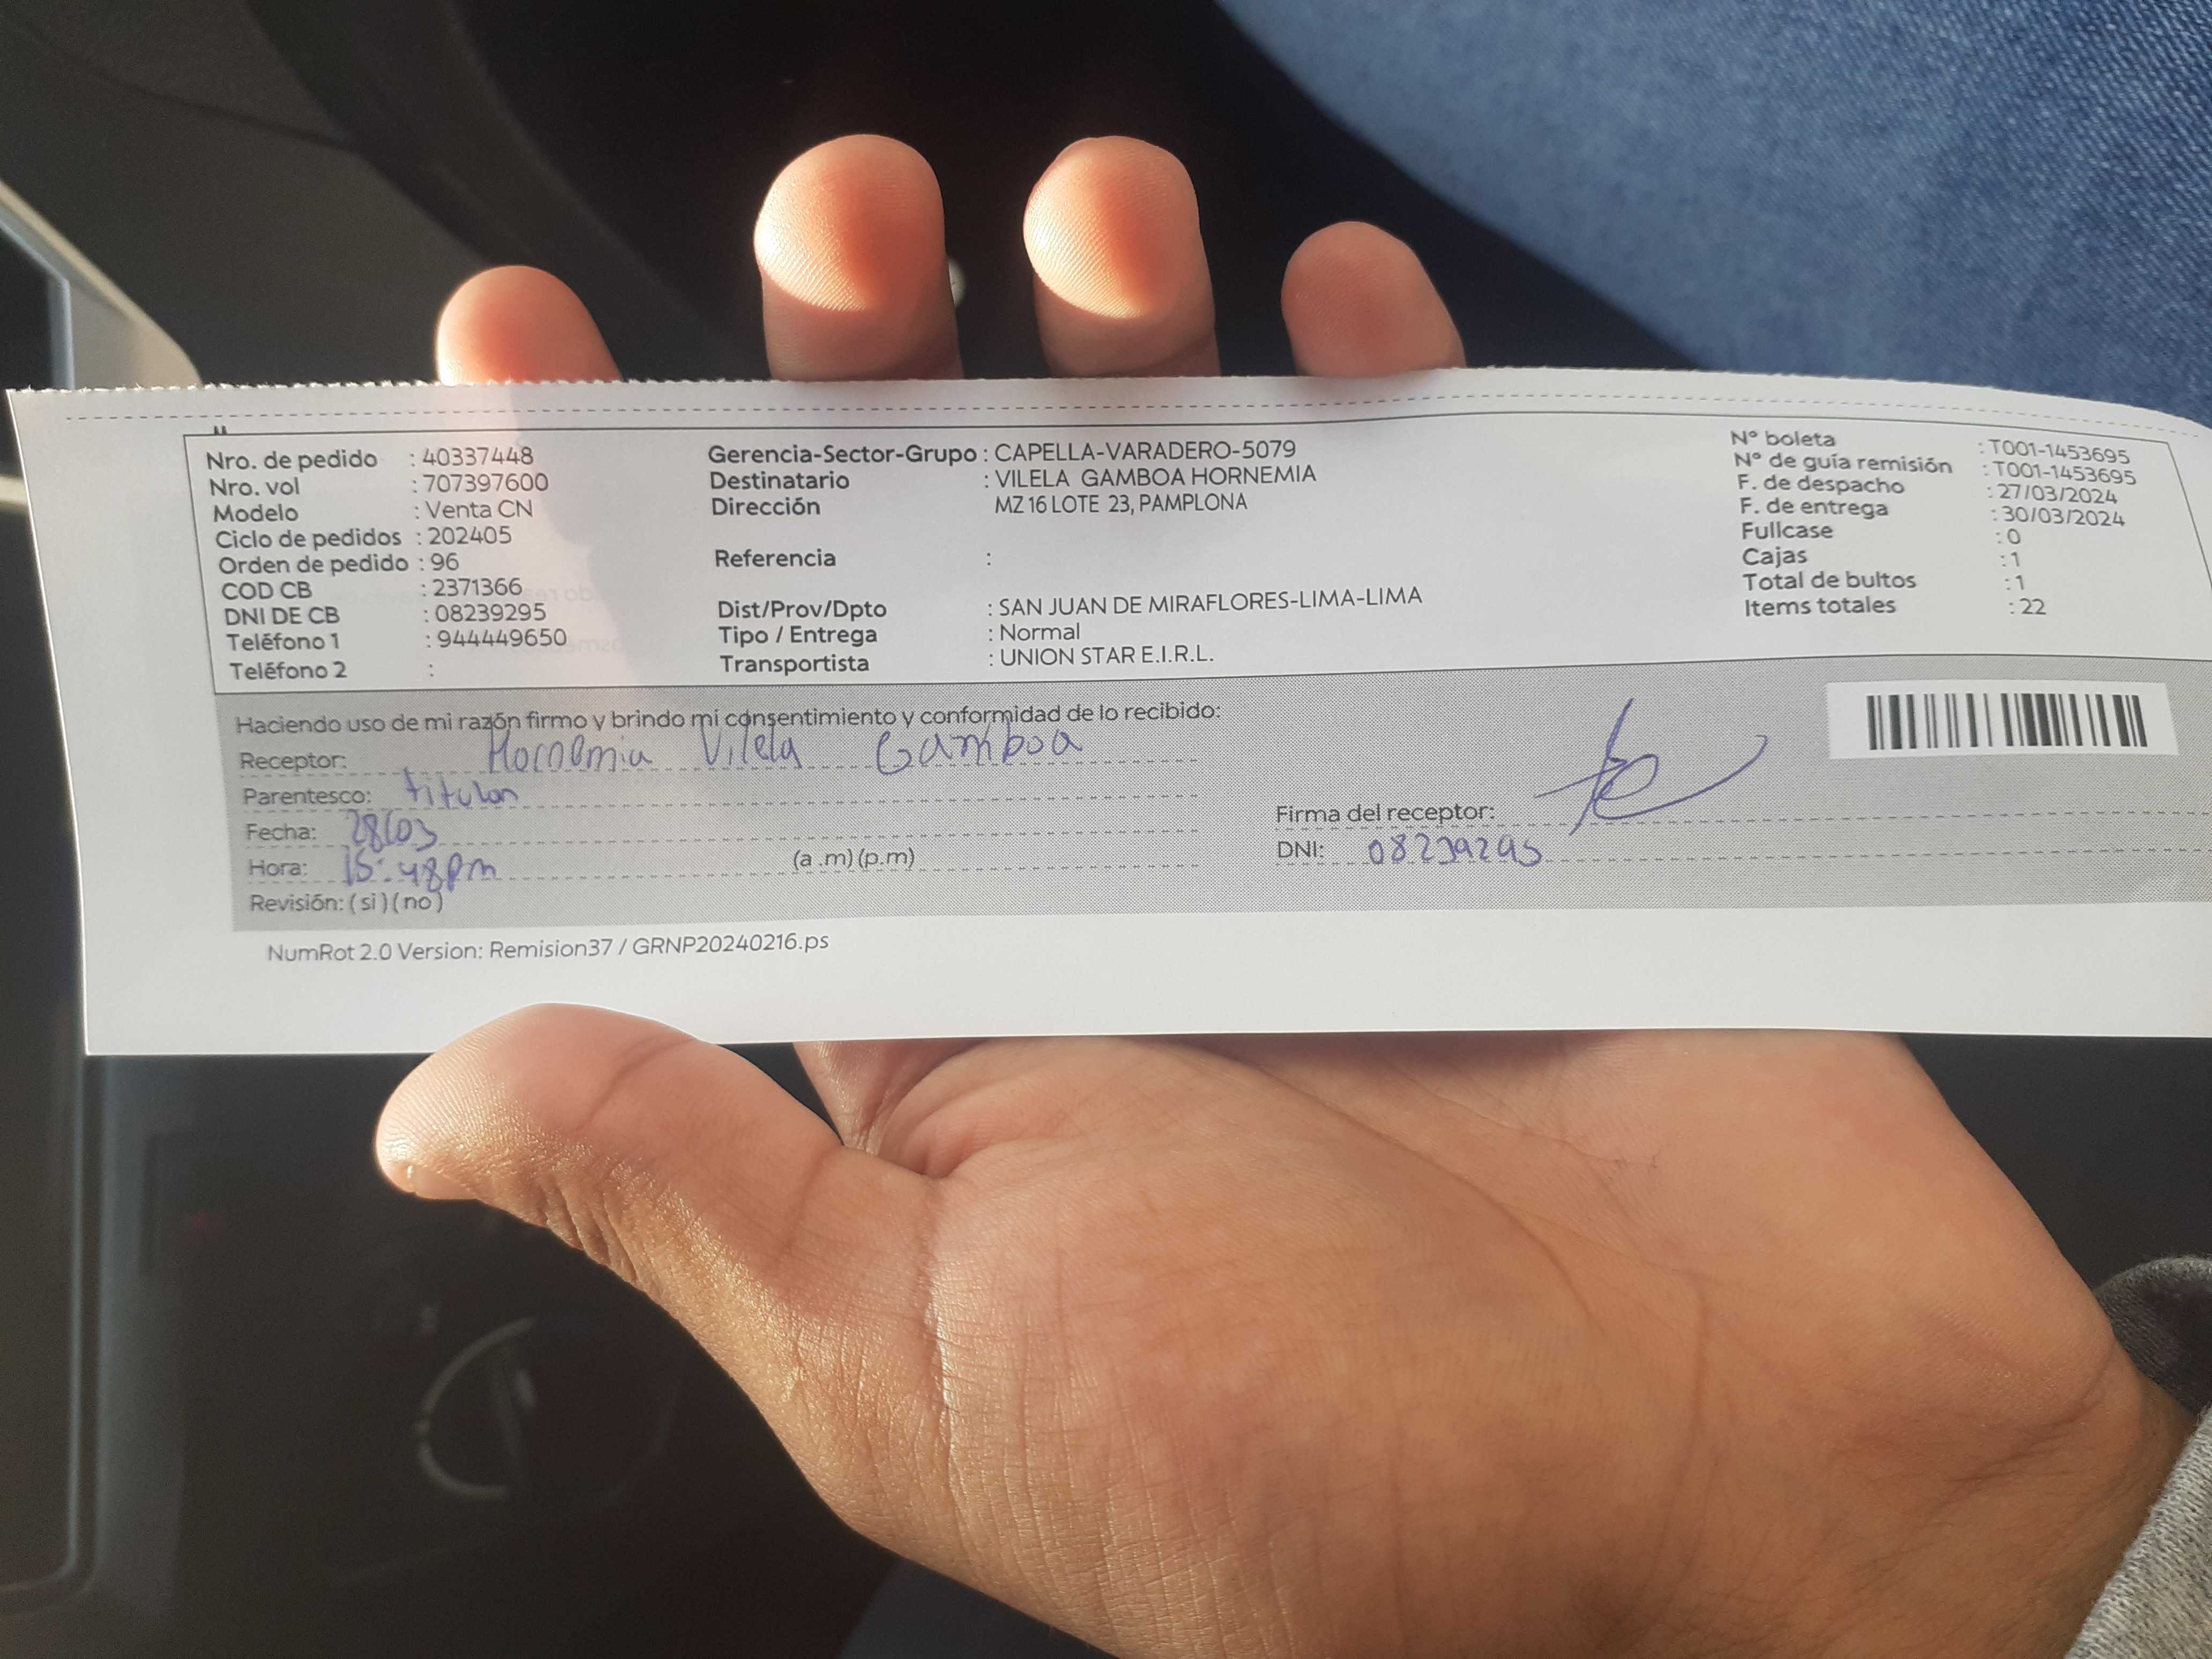 Nro. de pedido : 40337448
Nro. vol : 707397600
Modelo : Venta CN
Ciclo de pedidos : 202405
Orden de pedido : 96
COD CB : 2371366
DNI DE CB : 08239295
Teléfono 1 : 944449650
Teléfono 2 :
Gerencia-Sector-Grupo : CAPELLA-VARADERO-5079
Destinatario : VILELA GAMBOA HORNEMIA
Dirección MZ 16 LOTE 23, PAMPLONA
Referencia :
Dist/Prov/Dpto : SAN JUAN DE MIRAFLORES-LIMA-LIMA
Tipo / Entrega : Normal
Transportista : UNION STAR E.I.R.L.
N° boleta : T001-1453695
N° de guía remisión : T001-1453695
F. de despacho : 27/03/2024
F. de entrega : 30/03/2024
Fullcase : 0
Cajas : 1
Total de bultos : 1
Items totales : 22
Haciendo uso de mi razón firmo y brindo mi consentimiento y conformidad de lo recibido:
Receptor: Hornemia Vilela Gamboa
Parentesco: titular
Fecha: 28/03
Hora: 15:48pm (a .m) (p.m)
Revisión: ( si ) ( no )
Firma del receptor:
DNI: 08239295
NumRot 2.0 Version: Remision37 / GRNP20240216.ps